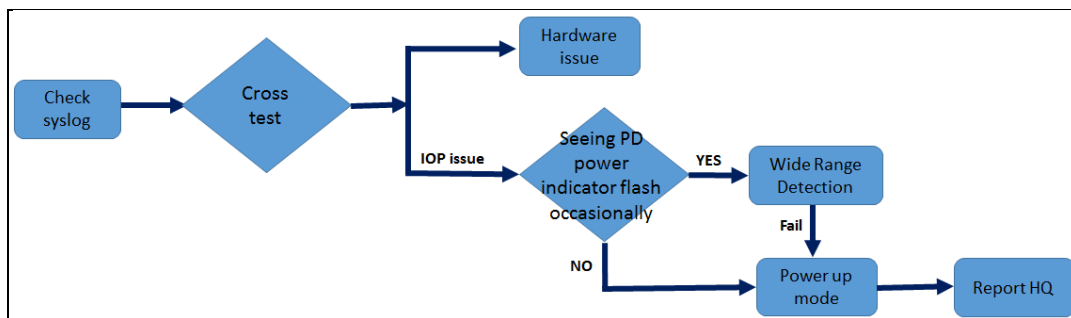 Check
syslog
Cross
test
Hardware
issue
IOP issue
Seeing PD
power
indicator flash
occasionally
YES
Wide Range
Detection
Fail
NO
Power up
mode
Report HQ